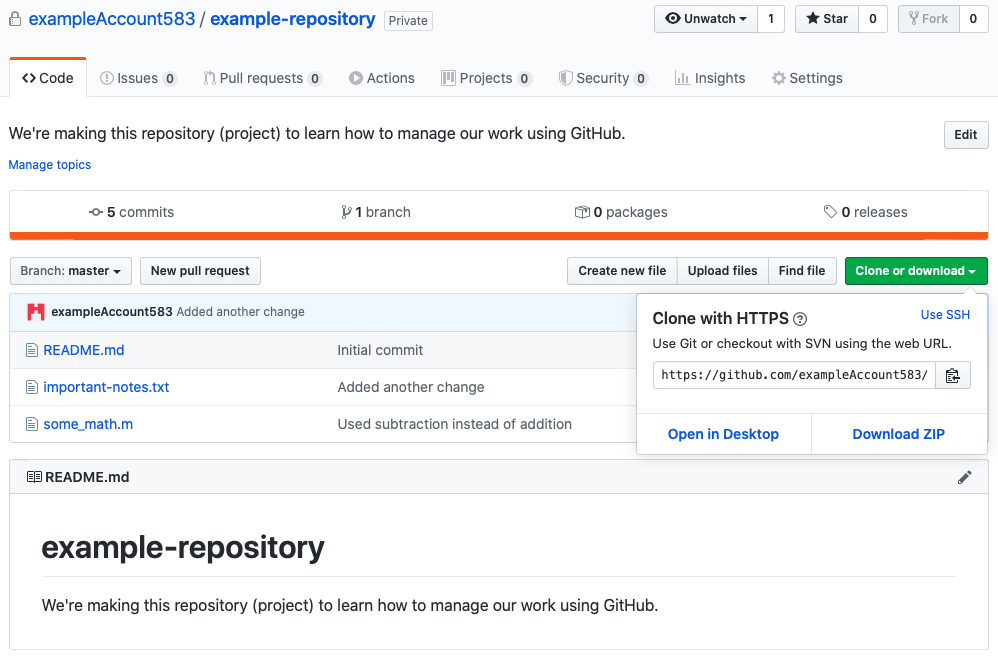 exampleAccount583 / example-repository Private Unwatch 1 Star 0 Fork 0
Code Issues 0 Pull requests 0 Actions Projects 0 Security 0 Insights Settings
We're making this repository (project) to learn how to manage our work using GitHub. Edit
Manage topics
5 commits 1 branch 0 packages 0 releases
Branch: master New pull request Create new file Upload files Find file Clone or download
exampleAccount583 Added another change
README.md Initial commit
important-notes.txt Added another change
some_math.m Used subtraction instead of addition
Clone with HTTPS ? Use SSH
Use Git or checkout with SVN using the web URL.
https://github.com/exampleAccount583/
Open in Desktop Download ZIP
README.md
example-repository
We're making this repository (project) to learn how to manage our work using GitHub.